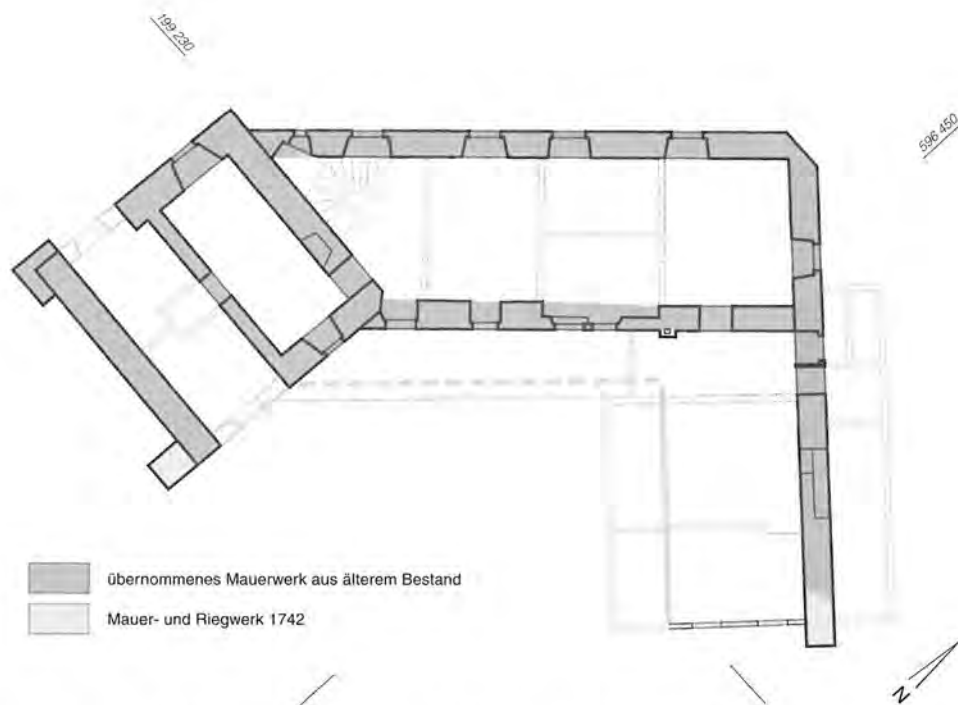 199 230
596 450
übernommenes Mauerwerk aus älterem Bestand
Mauer- und Riegwerk 1742
N